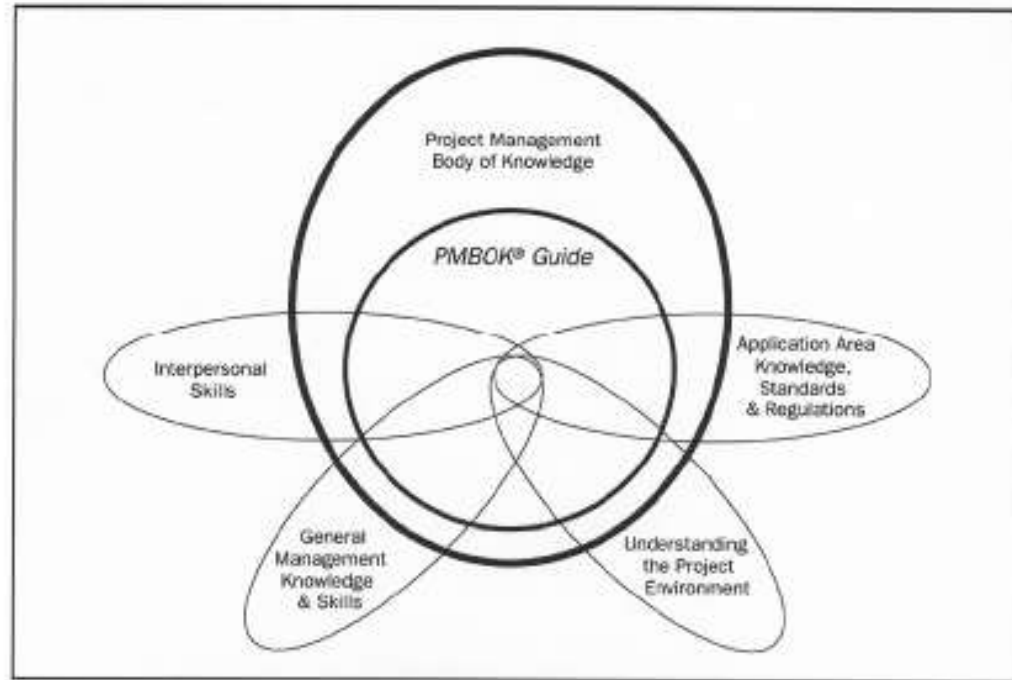 Project Management
Body of Knowledge
PMBOK® Guide
Interpersonal
Skills
Application Area
Knowledge,
Standards
& Regulations
General
Management
Knowledge
& Skills
Understanding
the Project
Environment